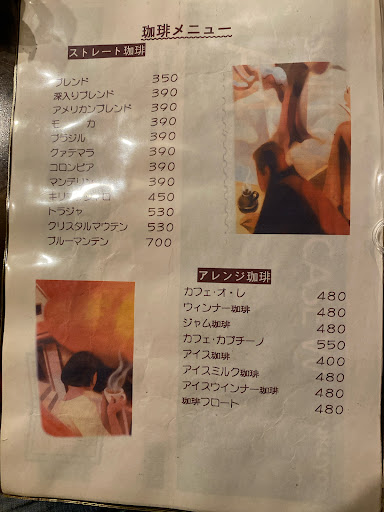 珈琲メニュー
ストレート珈琲
ブレンド 350
深入りブレンド 390
アメリカンブレンド 390
モカ 390
ブラジル 390
グァテマラ 390
コロンビア 390
マンデリン 390
450
トラジャ 530
クリスタルマウテン 530
ブルーマンテン 700
アレンジ珈琲
カフェ・オ・レ 480
ウィンナー珈琲 480
ジャム珈琲 480
カフェ・カプチーノ 550
アイス珈琲 400
アイスミルク珈琲 480
アイスウインナー珈琲 480
珈琲フロート 480